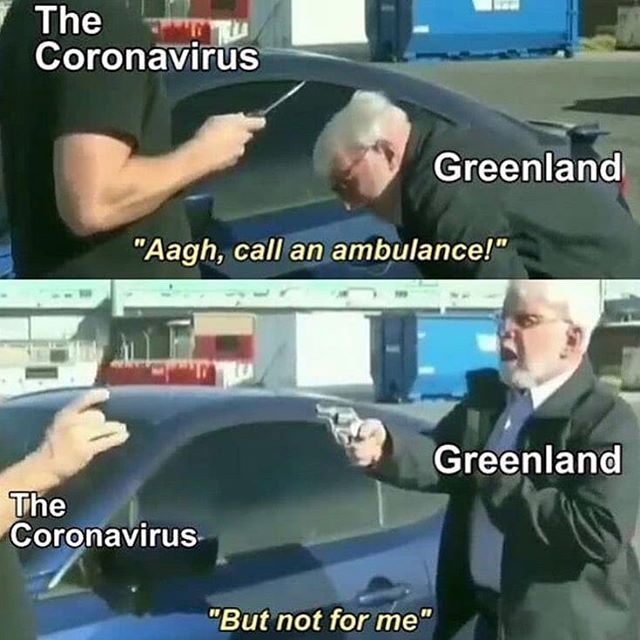 The
Coronavirus
Greenland
"Aagh, call an ambulance!"
Greenland
The
Coronavirus
"But not for me"